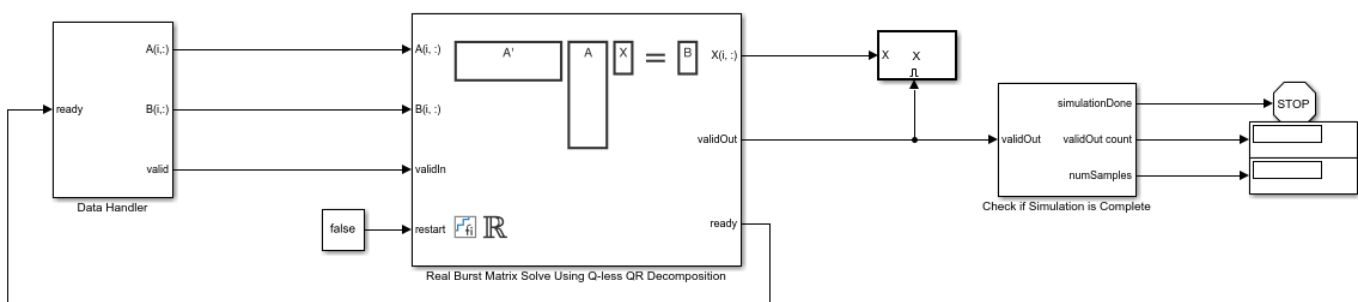 A(i,:)
B(i,:)
ready
valid
Data Handler
false
A(i, :)
B(i, :)
validIn
restart
A'
A
X
=
B
fi
ℝ
X(i, :)
validOut
ready
Real Burst Matrix Solve Using Q-less QR Decomposition
X
X
validOut
simulationDone
validOut count
numSamples
Check if Simulation is Complete
STOP